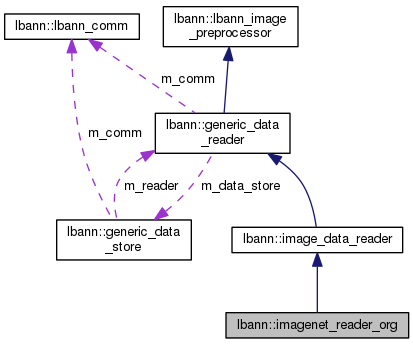 lbann::lbann_comm
lbann::lbann_image
_preprocessor
m_comm
lbann::generic_data
_reader
m_comm
m_reader
m_data_store
lbann::generic_data
_store
lbann::image_data_reader
lbann::imagenet_reader_org